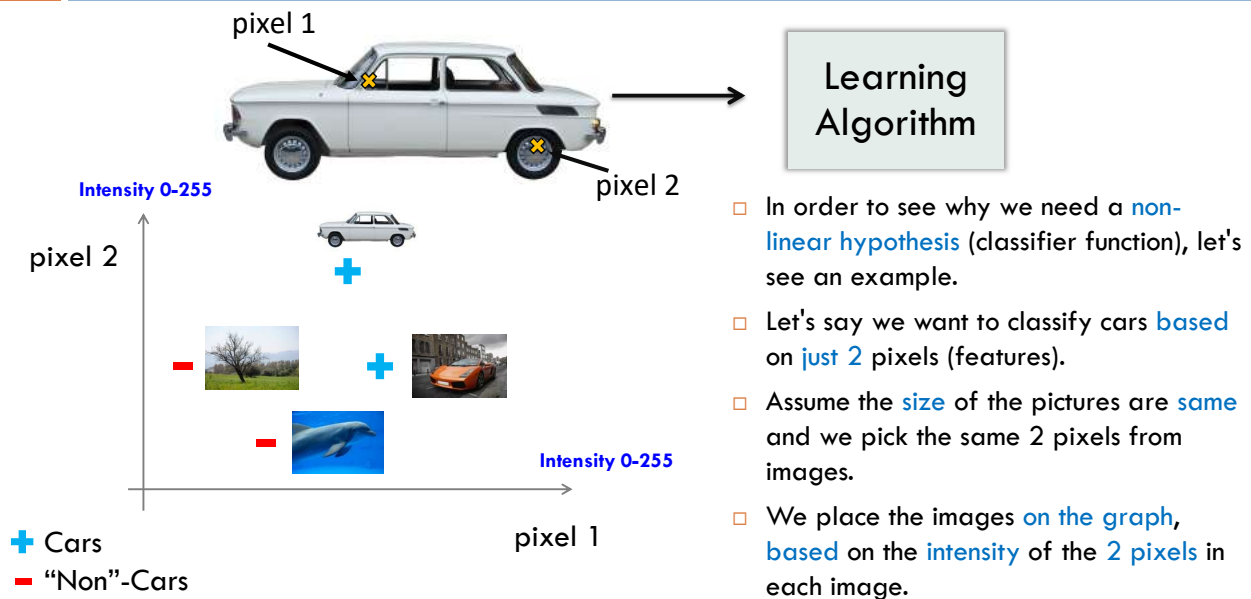 pixel 1
Learning
Algorithm
pixel 2
Intensity 0-255
pixel 2
Intensity 0-255
pixel 1
Cars
“Non”-Cars
In order to see why we need a non-
linear hypothesis (classifier function), let's
see an example.
Let's say we want to classify cars based
on just 2 pixels (features).
Assume the size of the pictures are same
and we pick the same 2 pixels from
images.
We place the images on the graph,
based on the intensity of the 2 pixels in
each image.